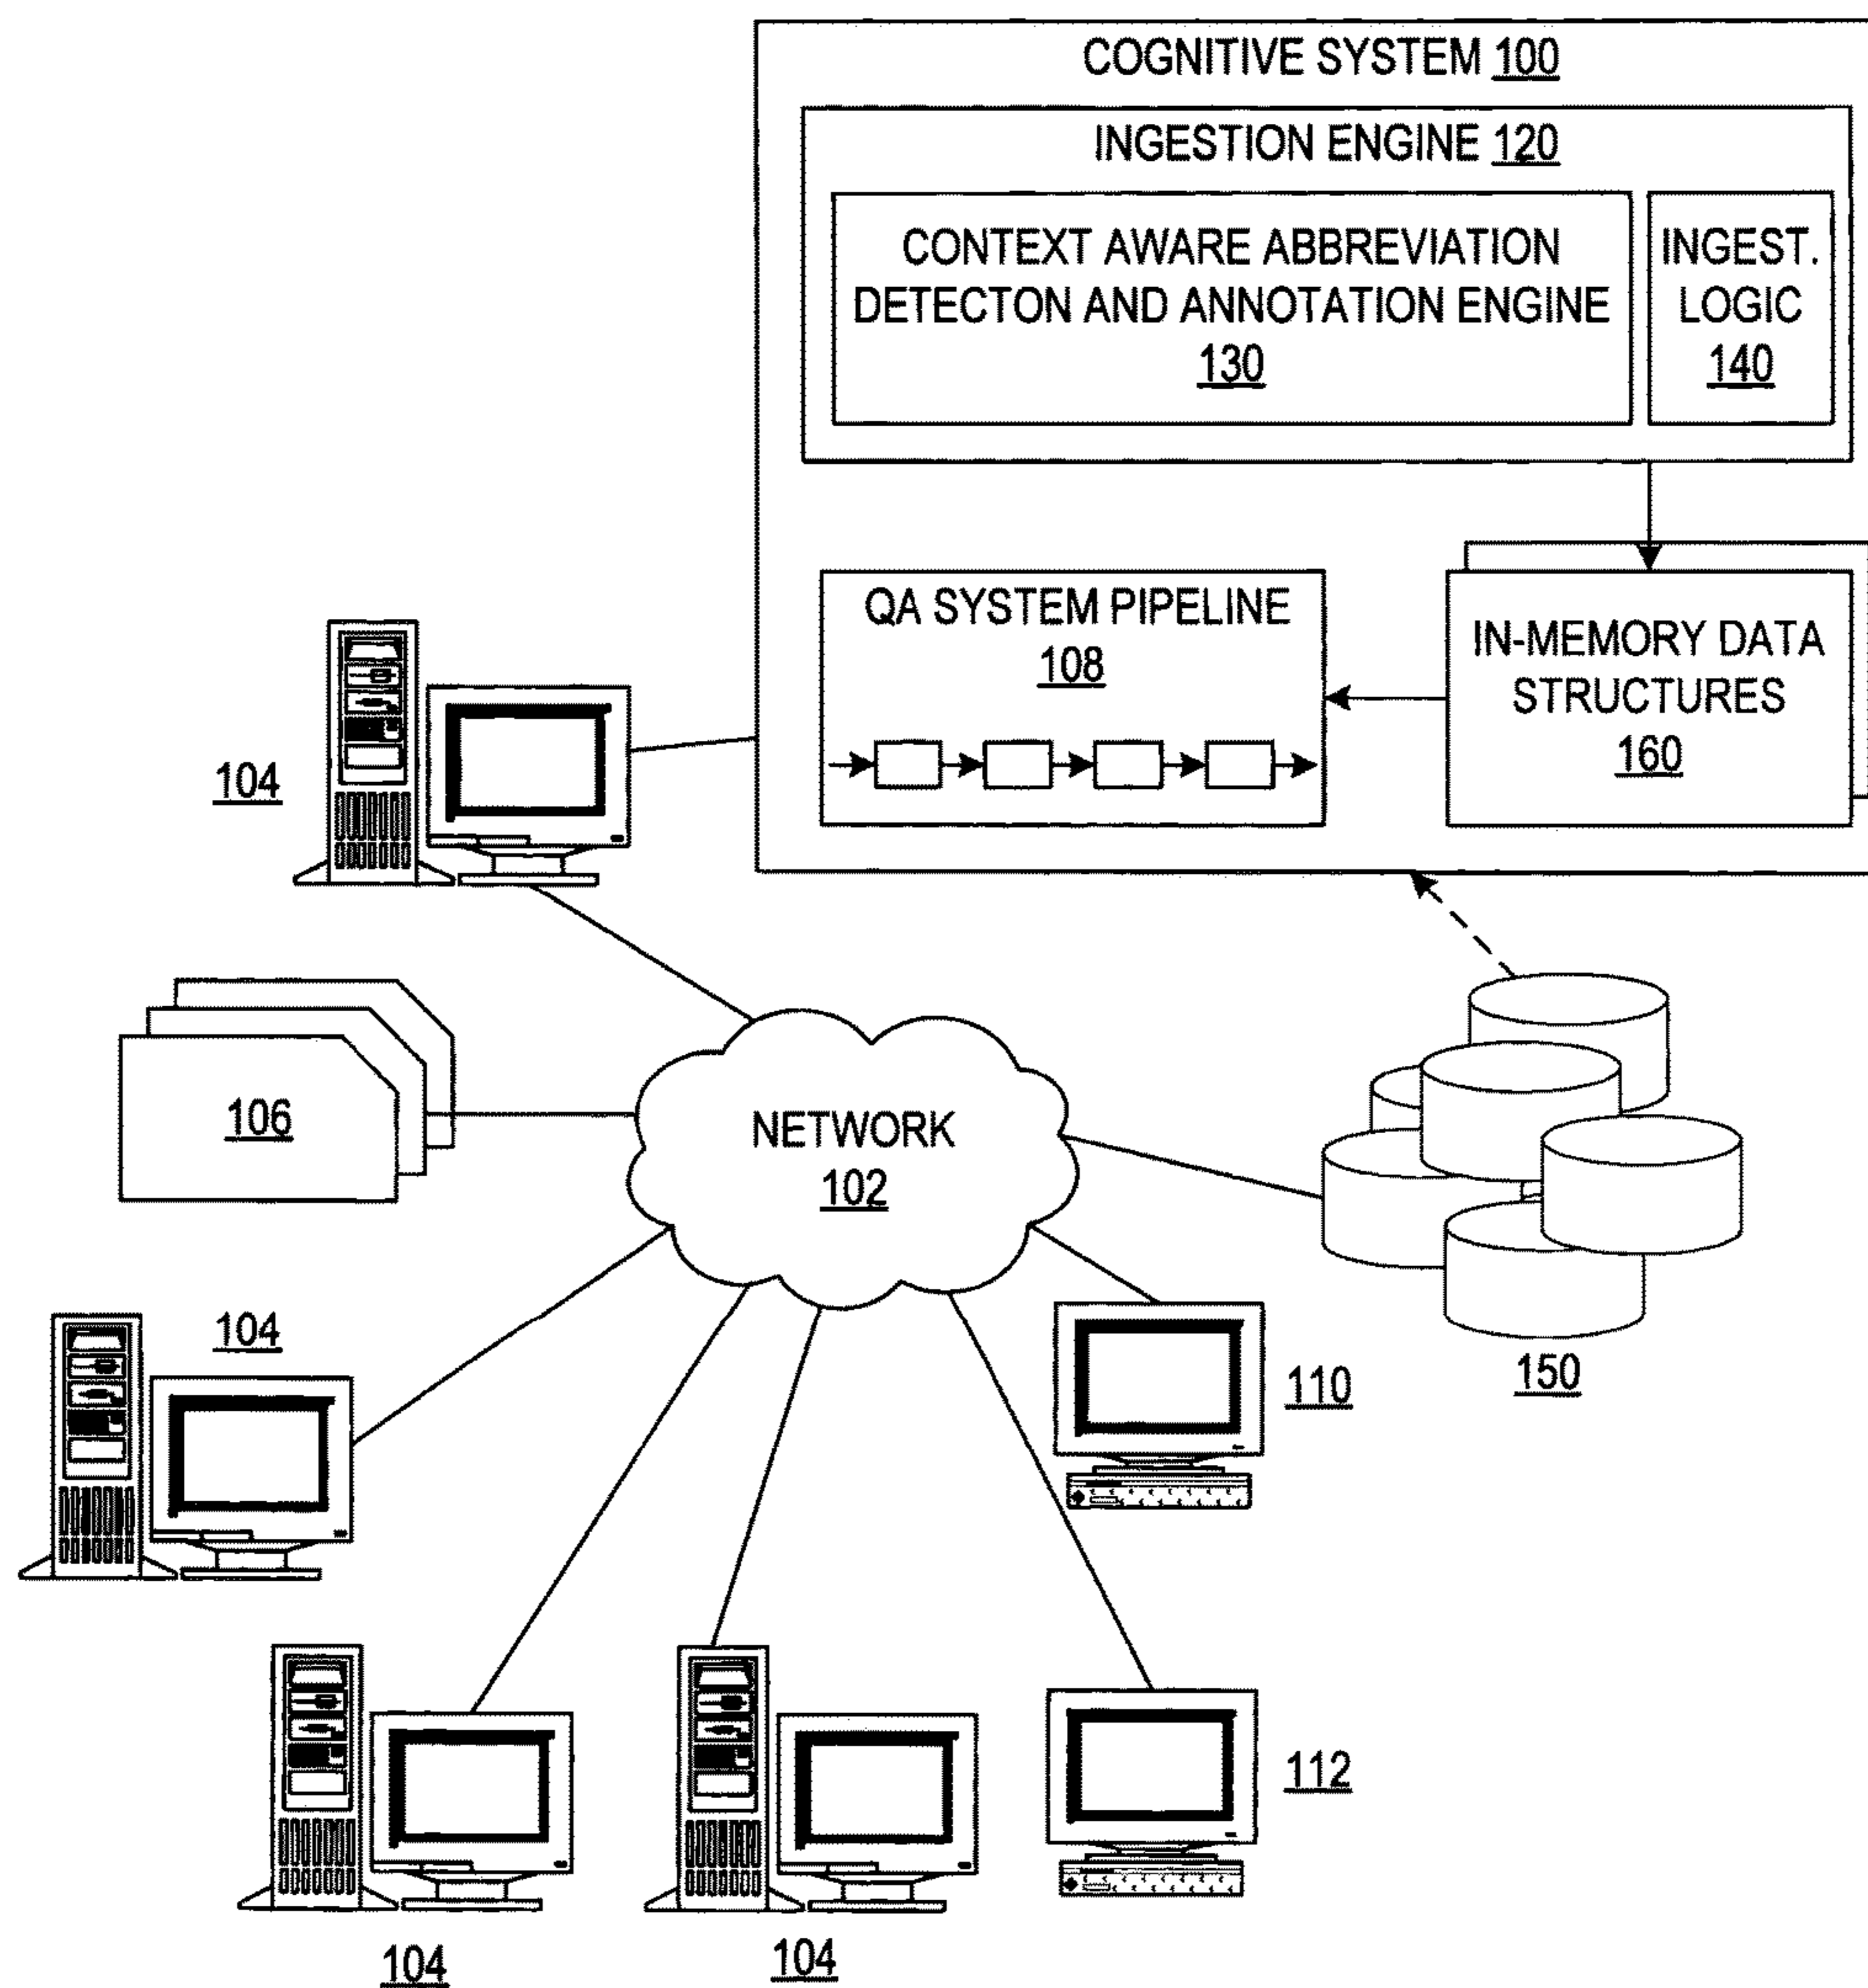 COGNITIVE SYSTEM 100
INGESTION ENGINE 120
CONTEXT AWARE ABBREVIATION
DETECTON AND ANNOTATION ENGINE
130
INGEST.
LOGIC
140
QA SYSTEM PIPELINE
108
IN-MEMORY DATA
STRUCTURES
160
104
106
NETWORK
102
104
110
150
112
104
104